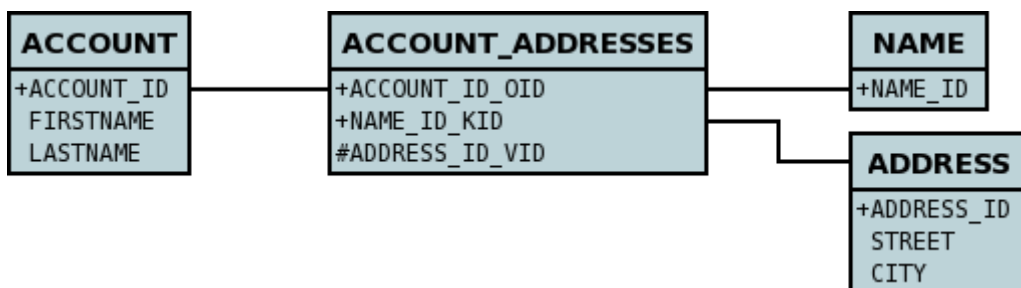 ACCOUNT
+ACCOUNT_ID
FIRSTNAME
LASTNAME
ACCOUNT_ADDRESSES
+ACCOUNT_ID_OID
+NAME_ID_KID
#ADDRESS_ID_VID
NAME
+NAME_ID
ADDRESS
+ADDRESS_ID
STREET
CITY